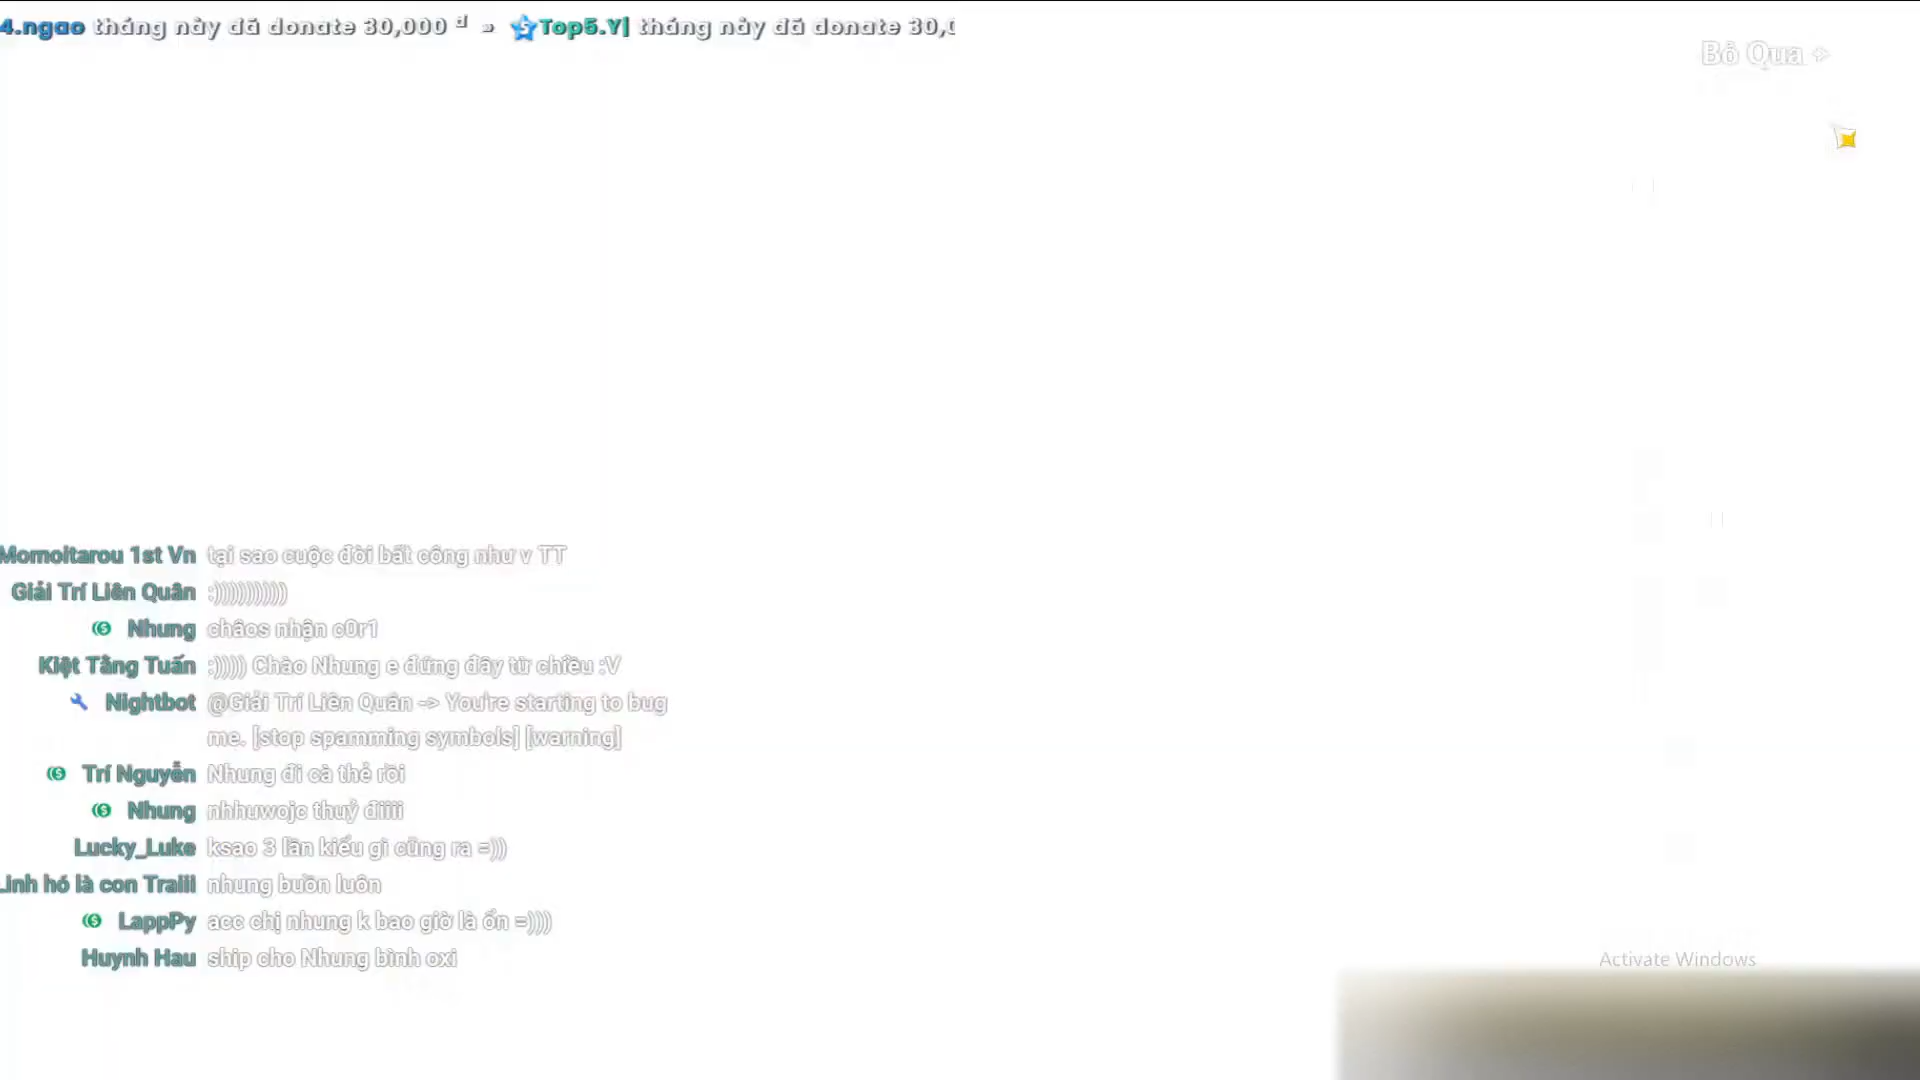 4.ngao tháng này đã donate 30,000 đ » 5 Top5.Y] tháng này đã donate 30,0
Bỏ Qua
Momoitarou 1st Vn tại sao cuộc đời bất công như v TT
Giải Trí Liên Quân :)))))))))))
Nhung châos nhận c0r1
Kiệt Tăng Tuấn :))))) Chào Nhung e đứng đây từ chiều :V
Nightbot @Giải Trí Liên Quân -> You're starting to bug
me. [stop spamming symbols] [warning]
Trí Nguyễn Nhung đi cà thẻ rồi
Nhung nhhuwojc thuỷ điiii
Lucky_Luke ksao 3 lần kiểu gì cũng ra =))
Linh hó là con Traiii nhung buồn luôn
LappPy acc chị nhung k bao giờ là ổn =))))
Huynh Hau ship cho Nhung bình oxi
Activate Windows